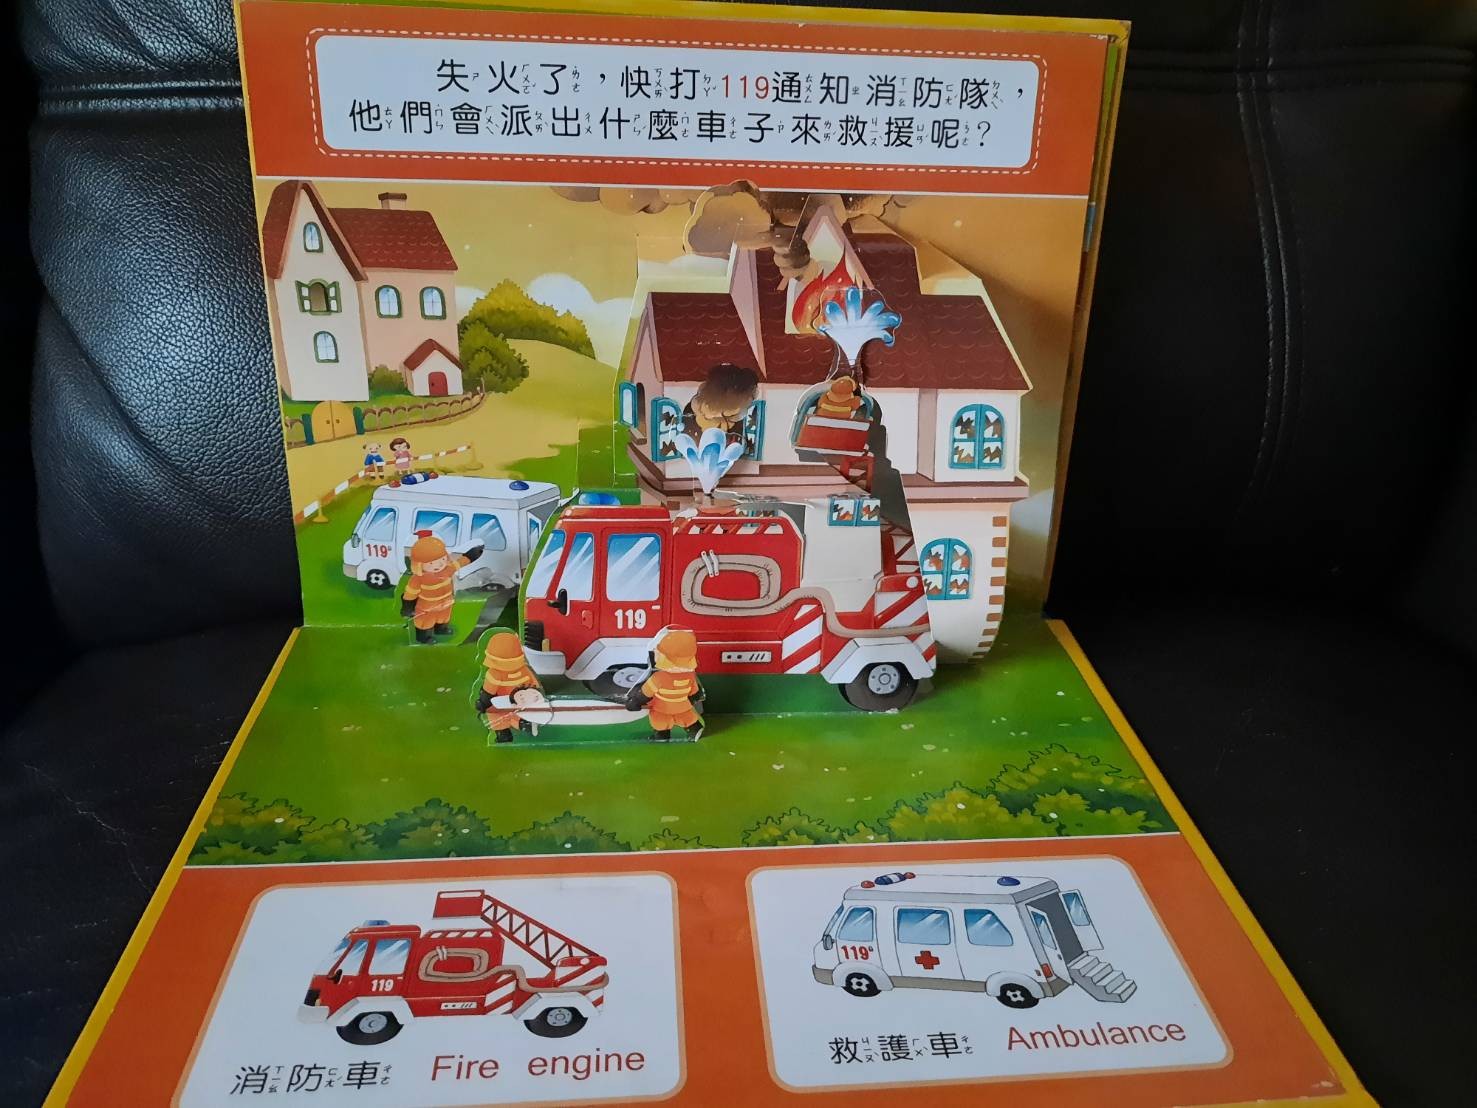 失火了，快打119通知消防隊，
他們會派出什麼車子來救援呢？
119
119
119
119
消防車 Fire engine
救護車 Ambulance